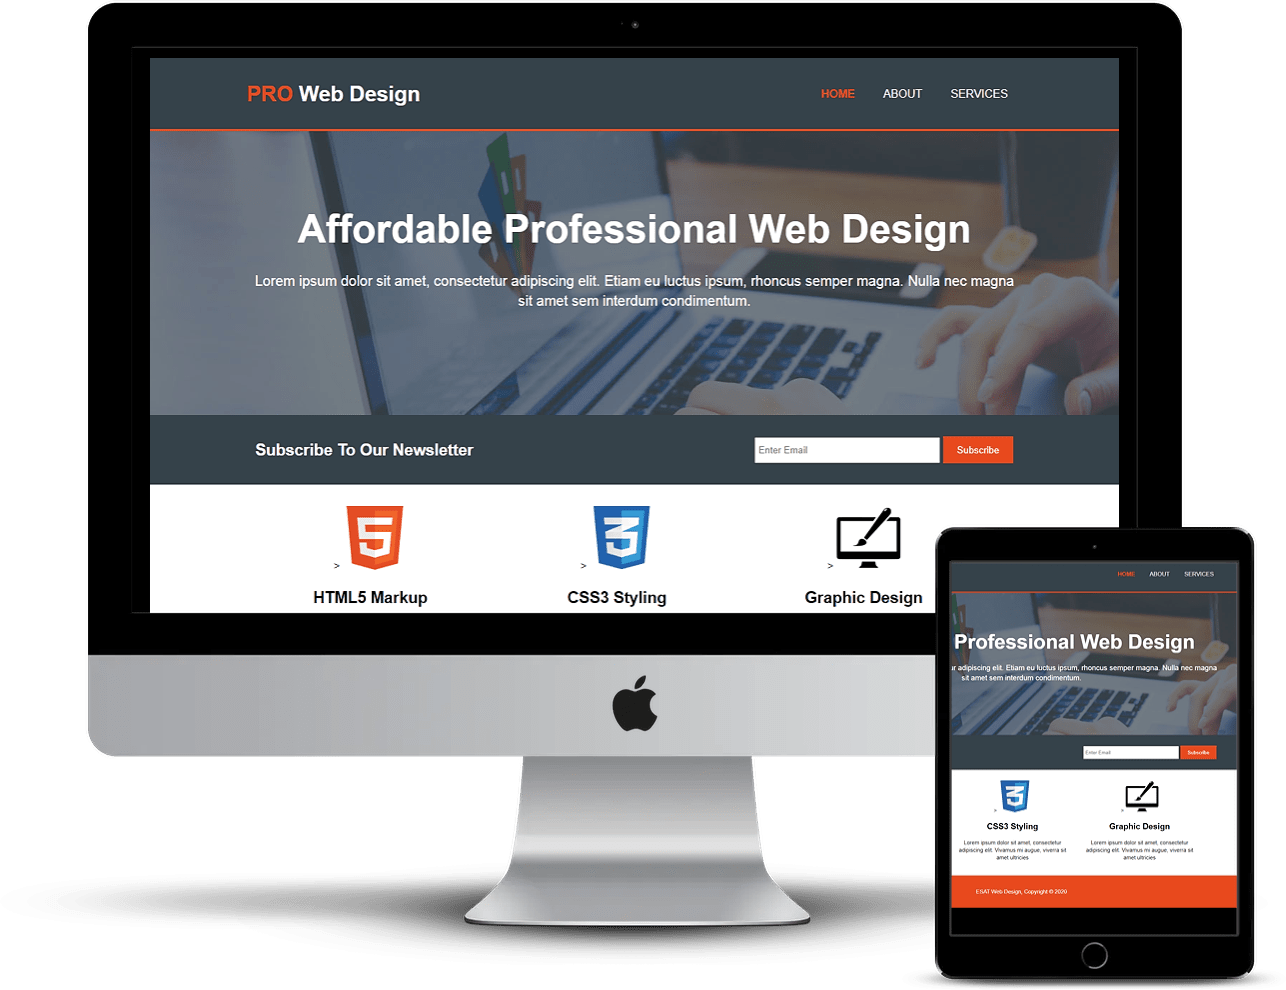 PRO Web Design
HOME ABOUT SERVICES
Affordable Professional Web Design
Lorem ipsum dolor sit amet, consectetur adipiscing elit. Etiam eu luctus ipsum, rhoncus semper magna. Nulla nec magna
sit amet sem interdum condimentum.
Subscribe To Our Newsletter
Enter Email
Subscribe
5
3
> > >
HTML5 Markup
CSS3 Styling
Graphic Design
HOME ABOUT SERVICES
Professional Web Design
r adipiscing elit. Etiam eu luctus ipsum, rhoncus semper magna. Nulla nec magna
sit amet sem interdum condimentum.
Enter Email
Subscribe
3
> >
CSS3 Styling
Lorem ipsum dolor sit amet, consectetur
adipiscing elit. Vivamus mi augue, viverra sit
amet ultricies
Graphic Design
Lorem ipsum dolor sit amet, consectetur
adipiscing elit. Vivamus mi augue, viverra sit
amet ultricies
ESAT Web Design, Copyright © 2020